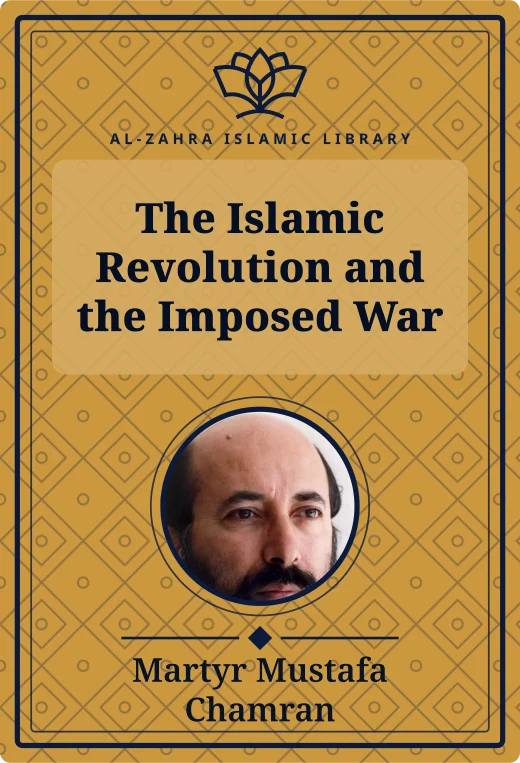 AL-ZAHRA ISLAMIC LIBRARY
The Islamic
Revolution and
the Imposed War
Martyr Mustafa
Chamran